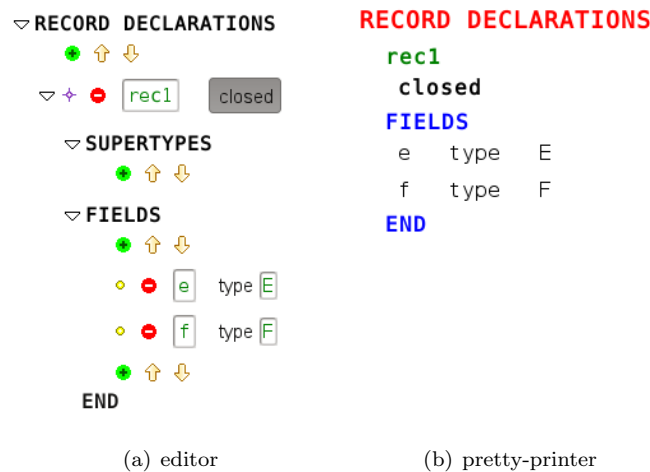 RECORD DECLARATIONS
rec1 closed
SUPERTYPES
FIELDS
e type E
f type F
END
(a) editor
RECORD DECLARATIONS
rec1
closed
FIELDS
e type E
f type F
END
(b) pretty-printer